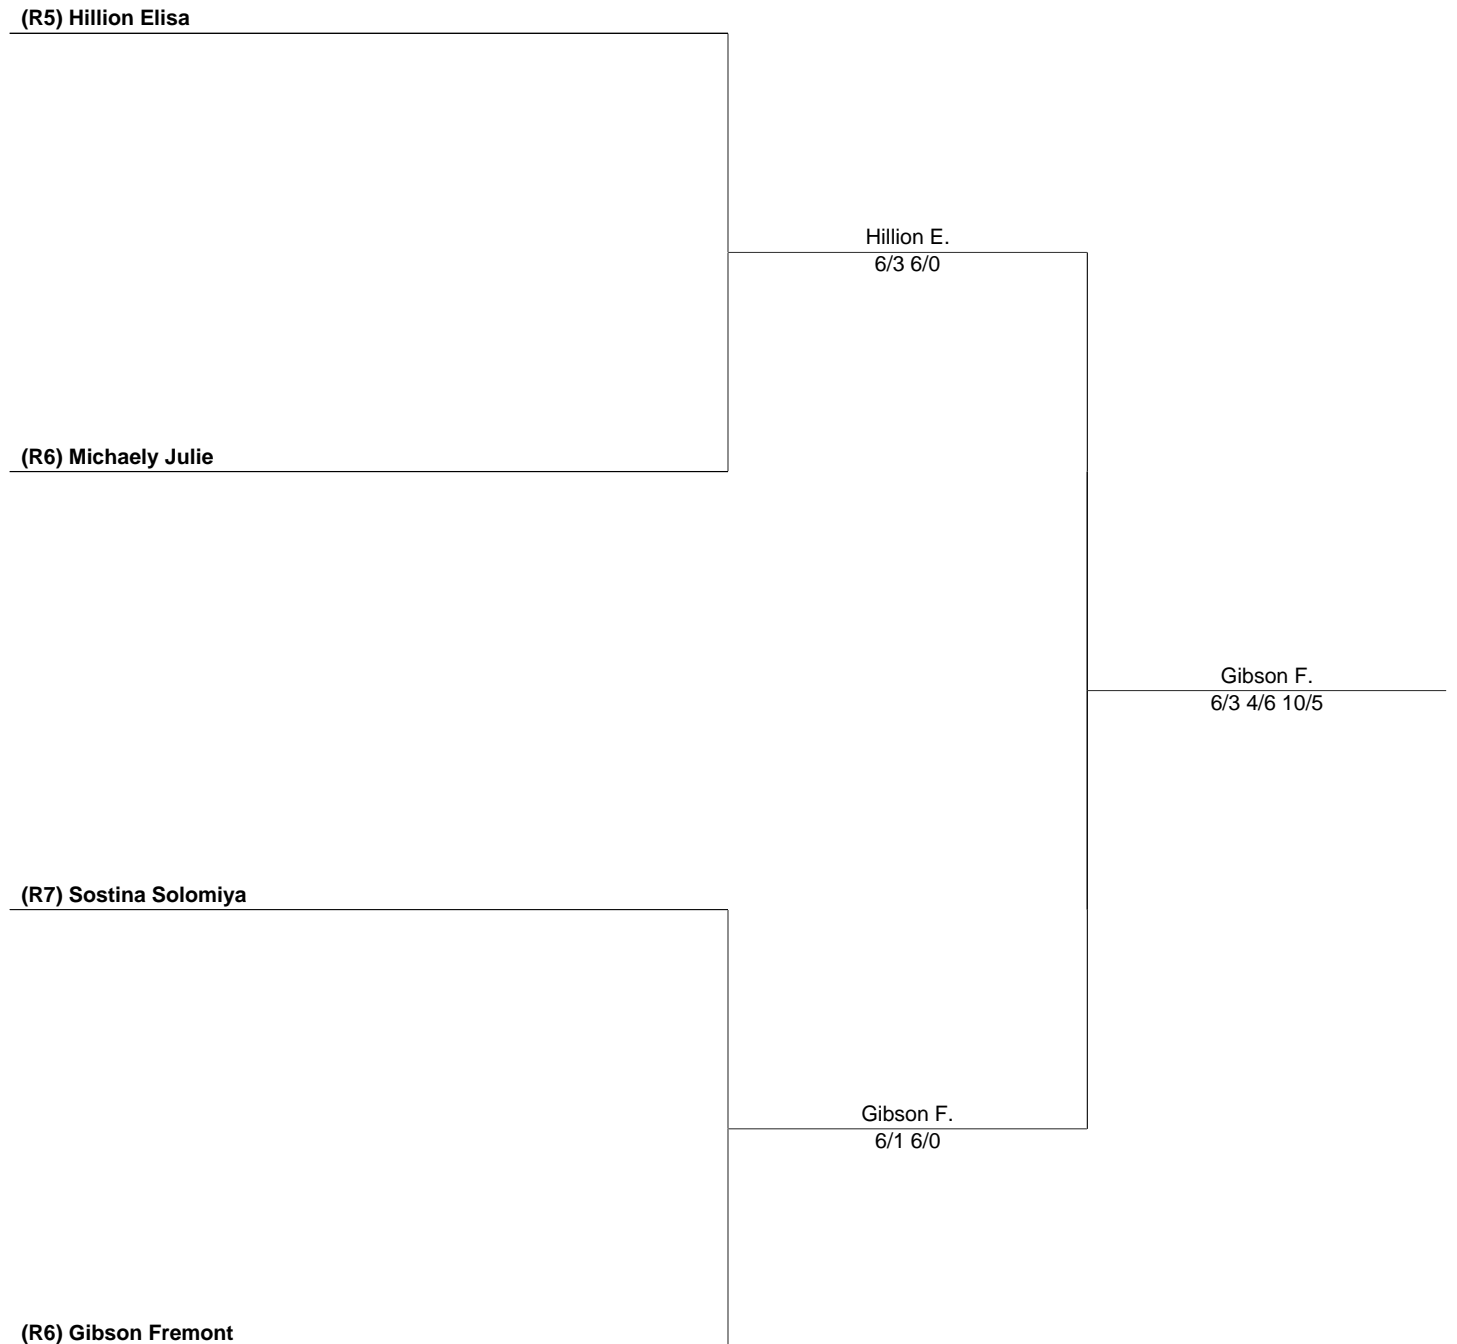 (R5) Hillion Elisa
Hillion E.
6/3 6/0
(R6) Michaely Julie
Gibson F.
6/3 4/6 10/5
(R7) Sostina Solomiya
Gibson F.
6/1 6/0
(R6) Gibson Fremont